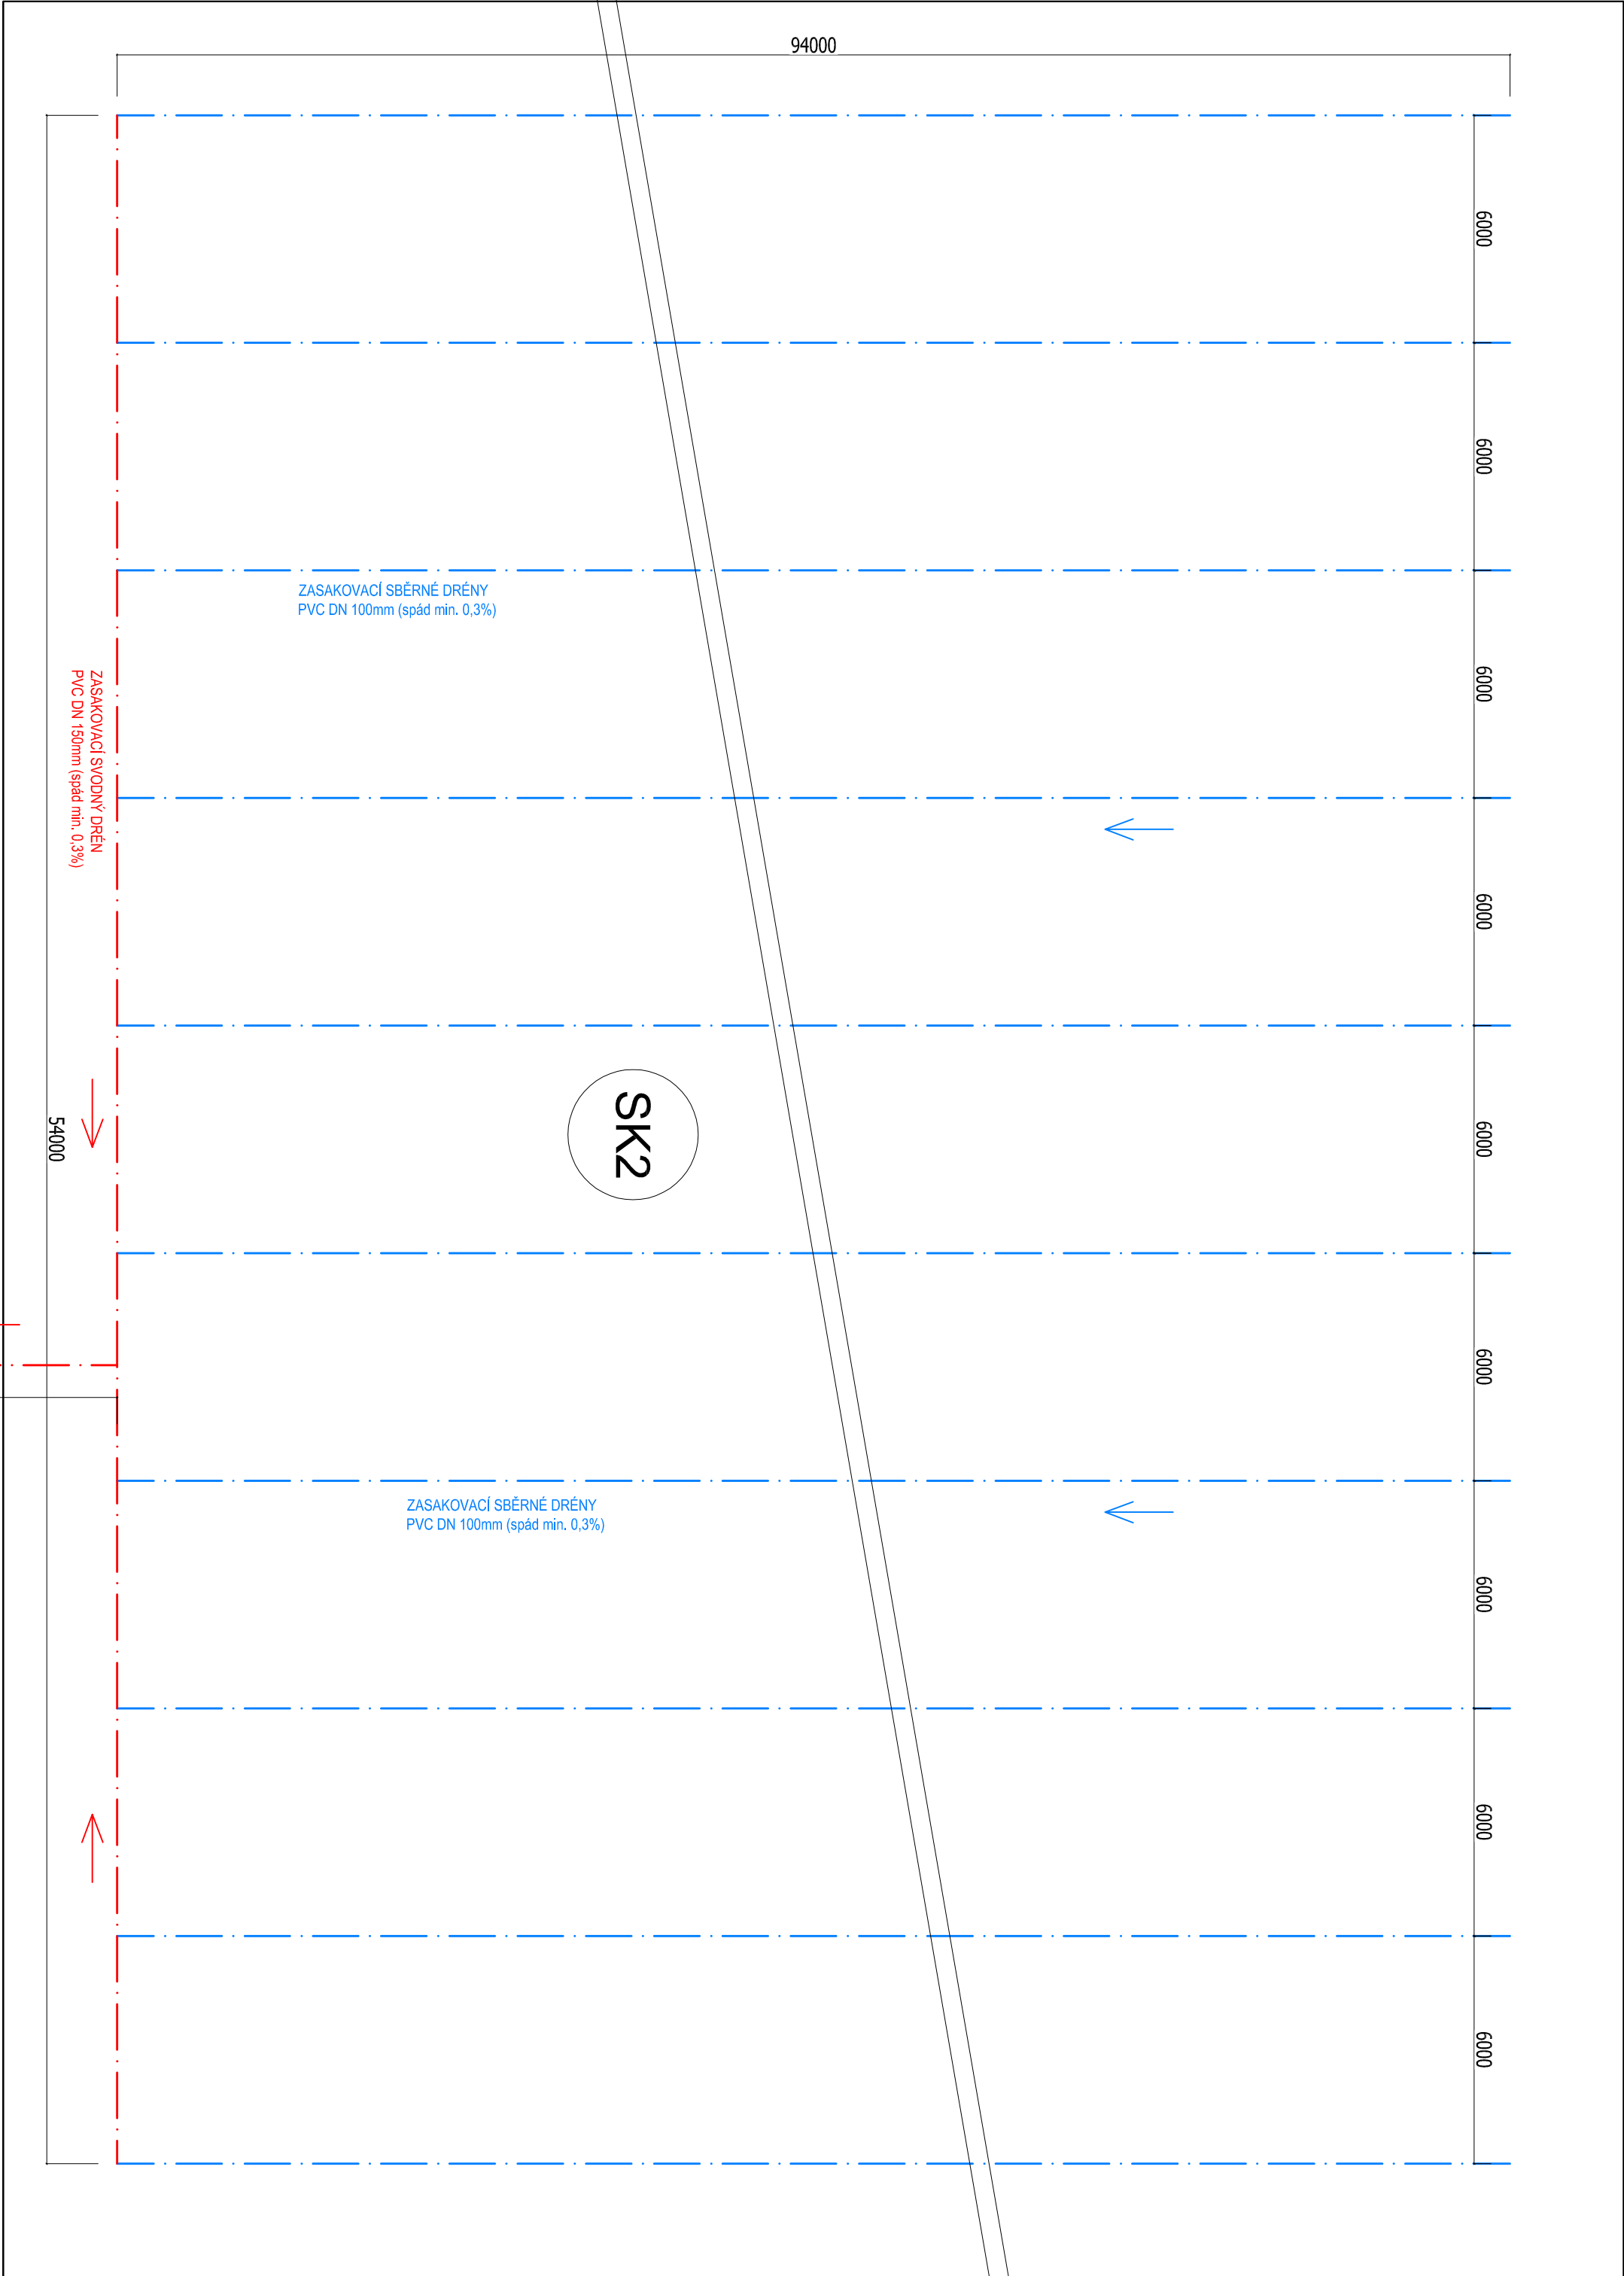 94000
6000
6000
ZASAKOVACÍ SBĚRNÉ DRÉNY
PVC DN 100mm (spád min. 0,3%)
6000
ZASAKOVACÍ SVODNÝ DRÉN
PVC DN 150mm (spád min. 0,3%)
6000
SK2
54000
6000
6000
ZASAKOVACÍ SBĚRNÉ DRÉNY
PVC DN 100mm (spád min. 0,3%)
6000
6000
6000